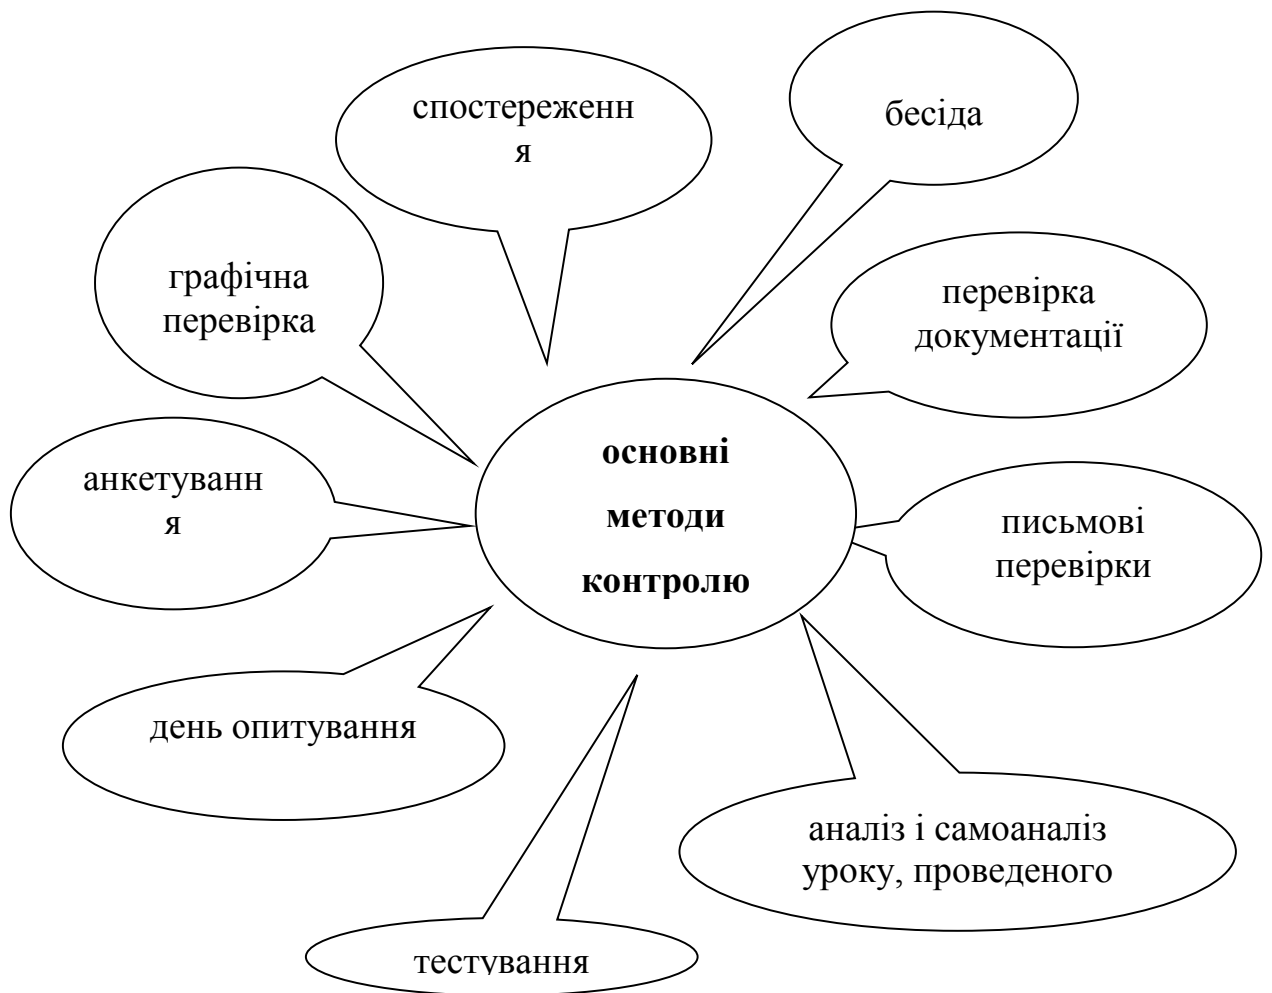 спостереженн
я
бесіда
графічна
перевірка
перевірка
документації
основні
методи
контролю
анкетуванн
я
письмові
перевірки
день опитування
аналіз і самоаналіз
уроку, проведеного
тестування